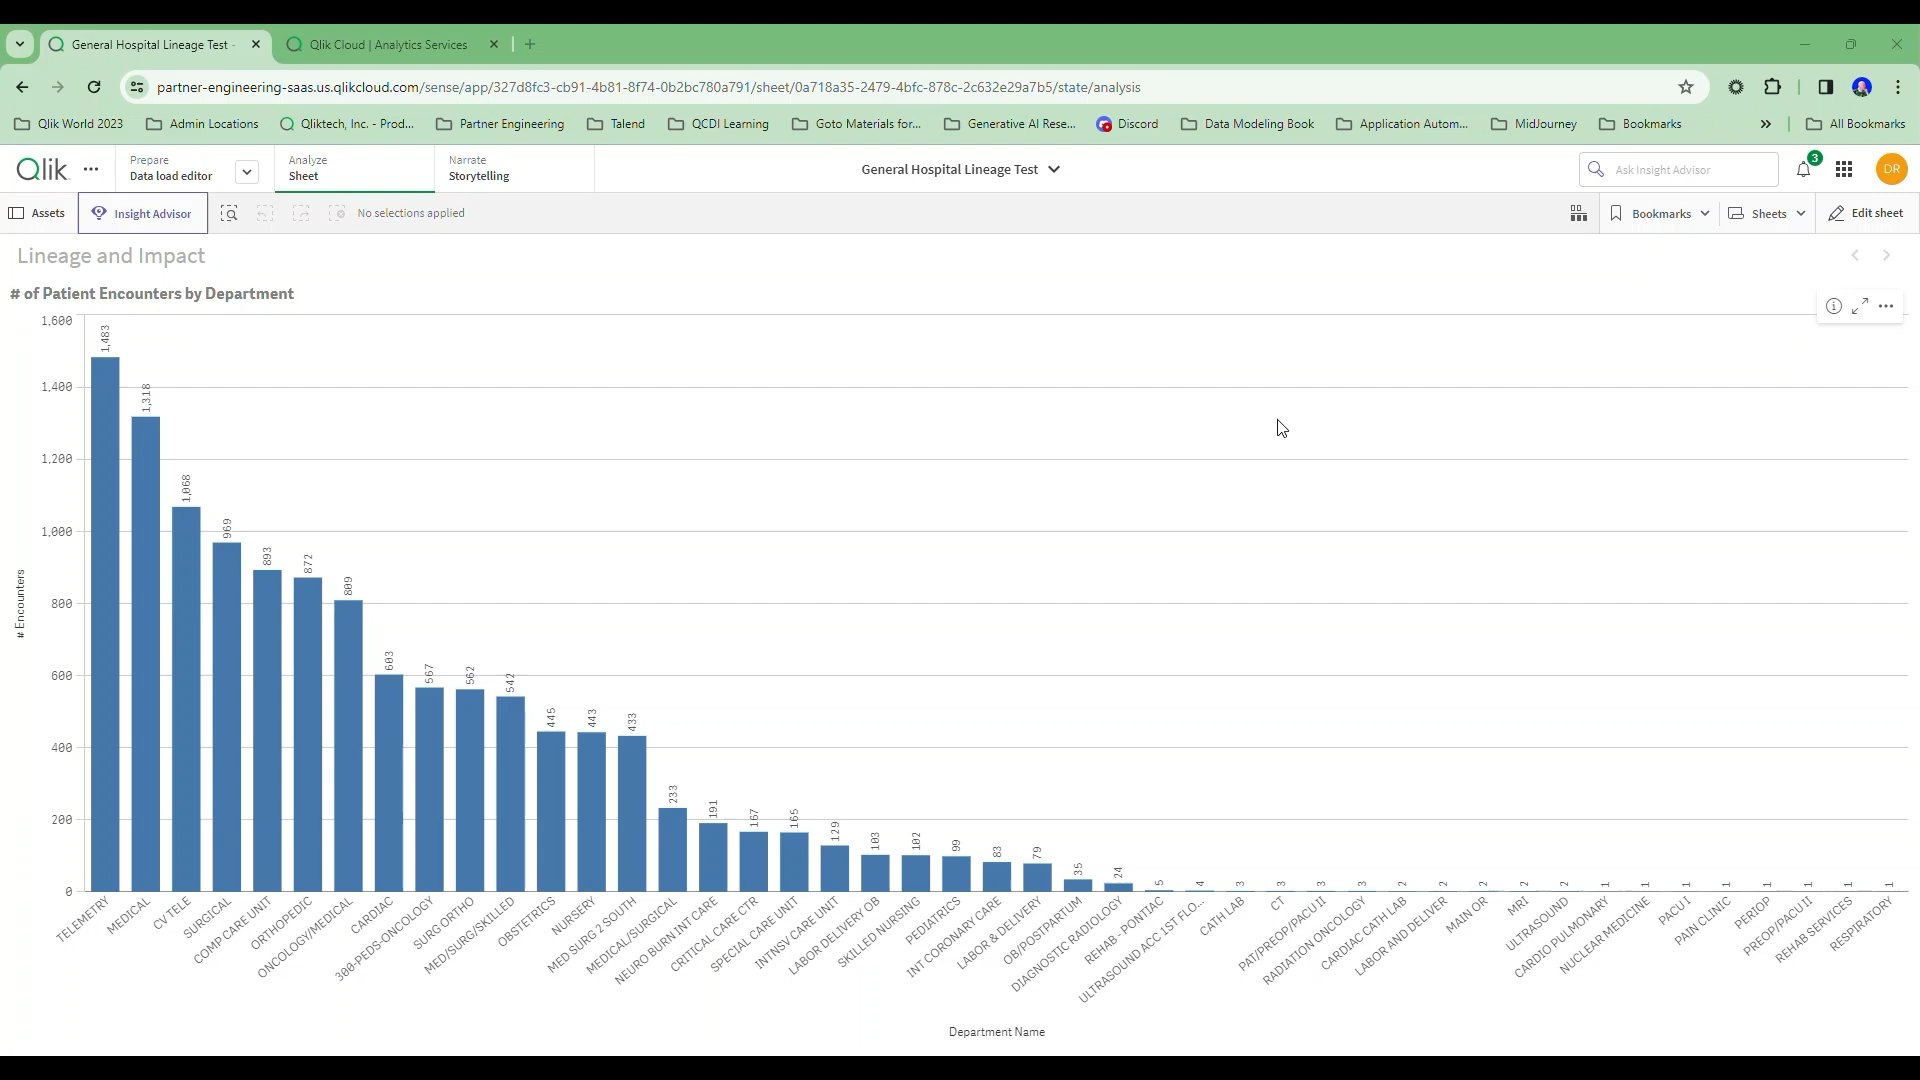 General Hospital Lineage Test -
Qlik Cloud | Analytics Services
partner-engineering-saas.us.qlikcloud.com/sense/app/327d8fc3-cb91-4b81-8f74-0b2bc780a791/sheet/0a718a35-2479-4bfc-878c-2c632e29a7b5/state/analysis
Qlik World 2023
Admin Locations
Qliktech, Inc. - Prod...
Partner Engineering
Talend
QCDI Learning
Goto Materials for...
Generative AI Rese...
Discord
Data Modeling Book
Application Autom...
MidJourney
Bookmarks
All Bookmarks
Qlik
Prepare
Data load editor
Analyze
Sheet
Narrate
Storytelling
General Hospital Lineage Test
Ask Insight Advisor
3
DR
Assets
Insight Advisor
No selections applied
Bookmarks
Sheets
Edit sheet
Lineage and Impact
# of Patient Encounters by Department
# Encounters
1,600
1,400
1,200
1,000
800
600
400
200
0
1,483
1,318
1,068
969
893
872
809
603
567
562
542
445
443
433
233
191
167
165
129
103
102
99
83
79
35
24
5
4
3
3
3
3
2
2
2
2
2
1
1
1
1
1
1
1
1
TELEMETRY
MEDICAL
CV TELE
SURGICAL
COMP CARE UNIT
ORTHOPEDIC
ONCOLOGY/MEDICAL
CARDIAC
300-PEDS-ONCOLOGY
SURG ORTHO
MED/SURG/SKILLED
OBSTETRICS
NURSERY
MED SURG 2 SOUTH
MEDICAL/SURGICAL
NEURO BURN INT CARE
CRITICAL CARE CTR
SPECIAL CARE UNIT
INTNSV CARE UNIT
LABOR DELIVERY OB
SKILLED NURSING
PEDIATRICS
INT CORONARY CARE
LABOR & DELIVERY
OB/POSTPARTUM
DIAGNOSTIC RADIOLOGY
REHAB - PONTIAC
ULTRASOUND ACC 1ST FLO...
CATH LAB
CT
PAT/PREOP/PACU II
RADIATION ONCOLOGY
CARDIAC CATH LAB
LABOR AND DELIVER
MAIN OR
MRI
ULTRASOUND
CARDIO PULMONARY
NUCLEAR MEDICINE
PACU I
PAIN CLINIC
PERIOP
PREOP/PACU II
REHAB SERVICES
RESPIRATORY
Department Name